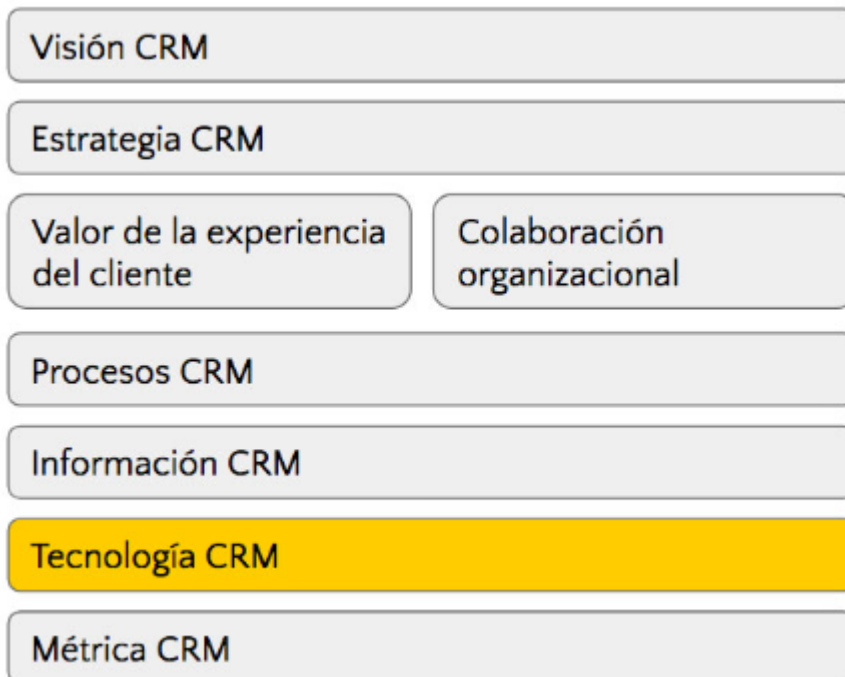 Visión CRM
Estrategia CRM
Valor de la experiencia
del cliente
Colaboración
organizacional
Procesos CRM
Información CRM
Tecnología CRM
Métrica CRM